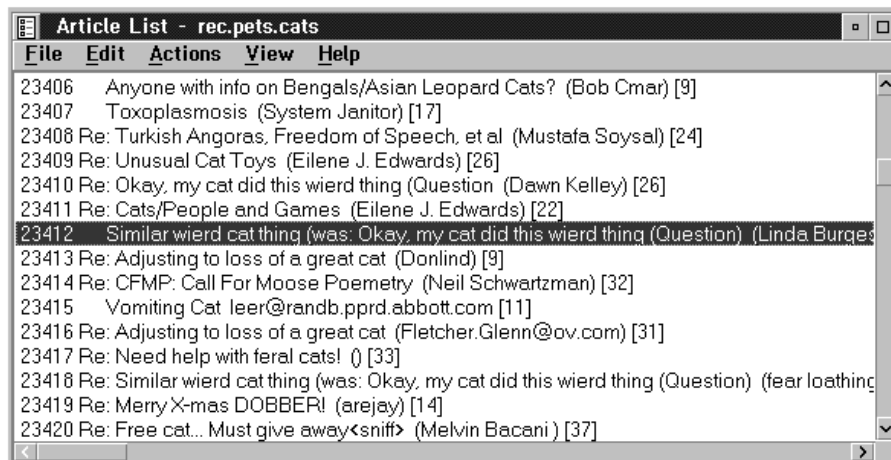 Article List - rec.pets.cats
File Edit Actions View Help
23406 Anyone with info on Bengals/Asian Leopard Cats? (Bob Cmar) [9]
23407 Toxoplasmosis (System Janitor) [17]
23408 Re: Turkish Angoras, Freedom of Speech, et al (Mustafa Soysal) [24]
23409 Re: Unusual Cat Toys (Eilene J. Edwards) [26]
23410 Re: Okay, my cat did this wierd thing (Question (Dawn Kelley) [26]
23411 Re: Cats/People and Games (Eilene J. Edwards) [22]
23412 Similar wierd cat thing (was: Okay, my cat did this wierd thing (Question) (Linda Burges
23413 Re: Adjusting to loss of a great cat (Donlind) [9]
23414 Re: CFMP: Call For Moose Poemetry (Neil Schwartzman) [32]
23415 Vomiting Cat leer@randb.pprd.abbott.com [11]
23416 Re: Adjusting to loss of a great cat (Fletcher.Glenn@ov.com) [31]
23417 Re: Need help with feral cats! () [33]
23418 Re: Similar wierd cat thing (was: Okay, my cat did this wierd thing (Question) (fear loathing
23419 Re: Merry X-mas DOBBER! (arejay) [14]
23420 Re: Free cat... Must give away<sniff> (Melvin Bacani ) [37]